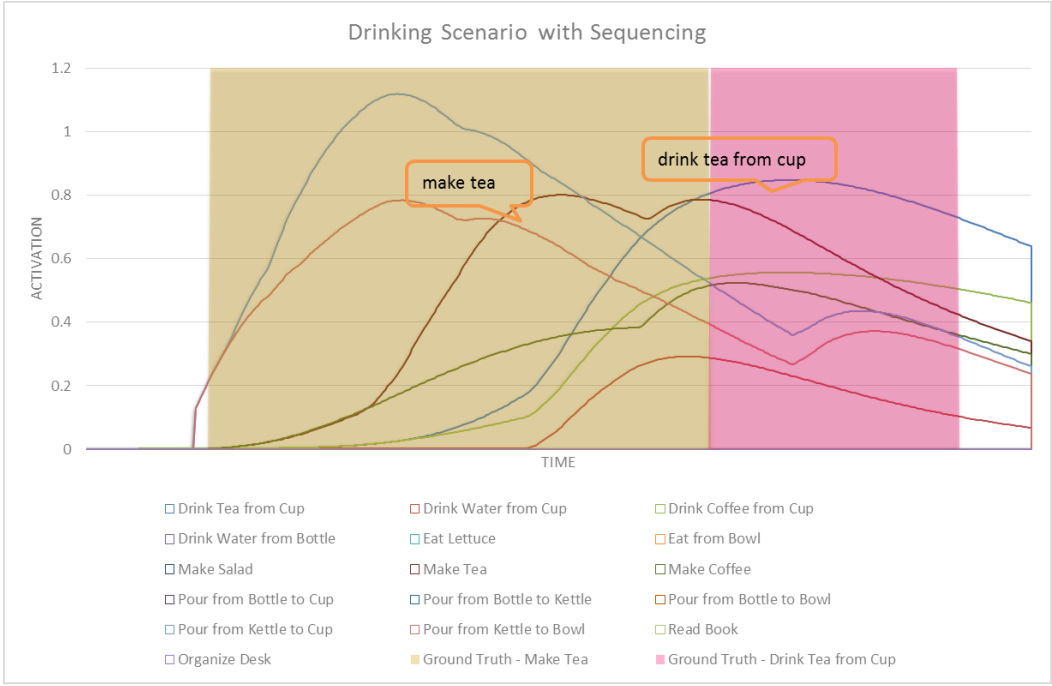 Drinking Scenario with Sequencing
1.2
1
0.8
0.6
0.4
0.2
0
ACTIVATION
make tea
drink tea from cup
TIME
Drink Tea from Cup Drink Water from Cup Drink Coffee from Cup
Drink Water from Bottle Eat Lettuce Eat from Bowl
Make Salad Make Tea Make Coffee
Pour from Bottle to Cup Pour from Bottle to Kettle Pour from Bottle to Bowl
Pour from Kettle to Cup Pour from Kettle to Bowl Read Book
Organize Desk Ground Truth - Make Tea Ground Truth - Drink Tea from Cup